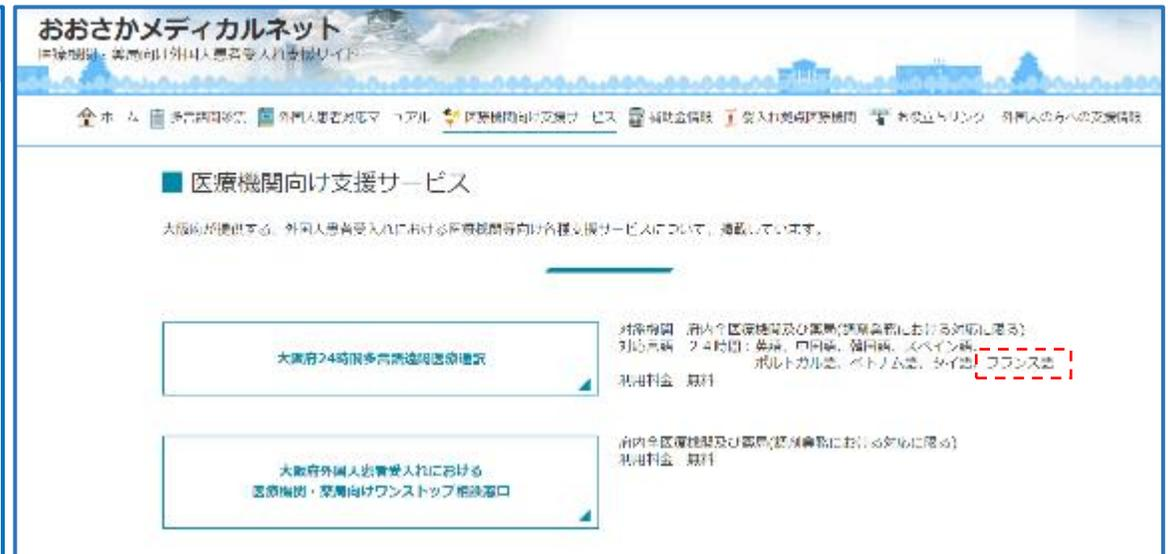 おおさかメディカルネット
医療機関・薬局向け外国人患者受入れ支援サイト
ホーム 多言語問診票 外国人患者対応マニュアル 医療機関向け支援サービス 補助金情報 受入れ拠点医療機関 お役立ちリンク 外国人の方への支援情報
■ 医療機関向け支援サービス
大阪府が提供する、外国人患者受入れにおける医療機関等向け各種支援サービスについて、掲載しています。
大阪府24時間多言語遠隔医療通訳
対象機関 府内全医療機関及び薬局(調剤業務における対応に限る)
対応言語 24時間：英語、中国語、韓国語、スペイン語、
ポルトガル語、ベトナム語、タイ語、フランス語
利用料金 無料
大阪府外国人患者受入れにおける
医療機関・薬局向けワンストップ相談窓口
府内全医療機関及び薬局(調剤業務における対応に限る)
利用料金 無料